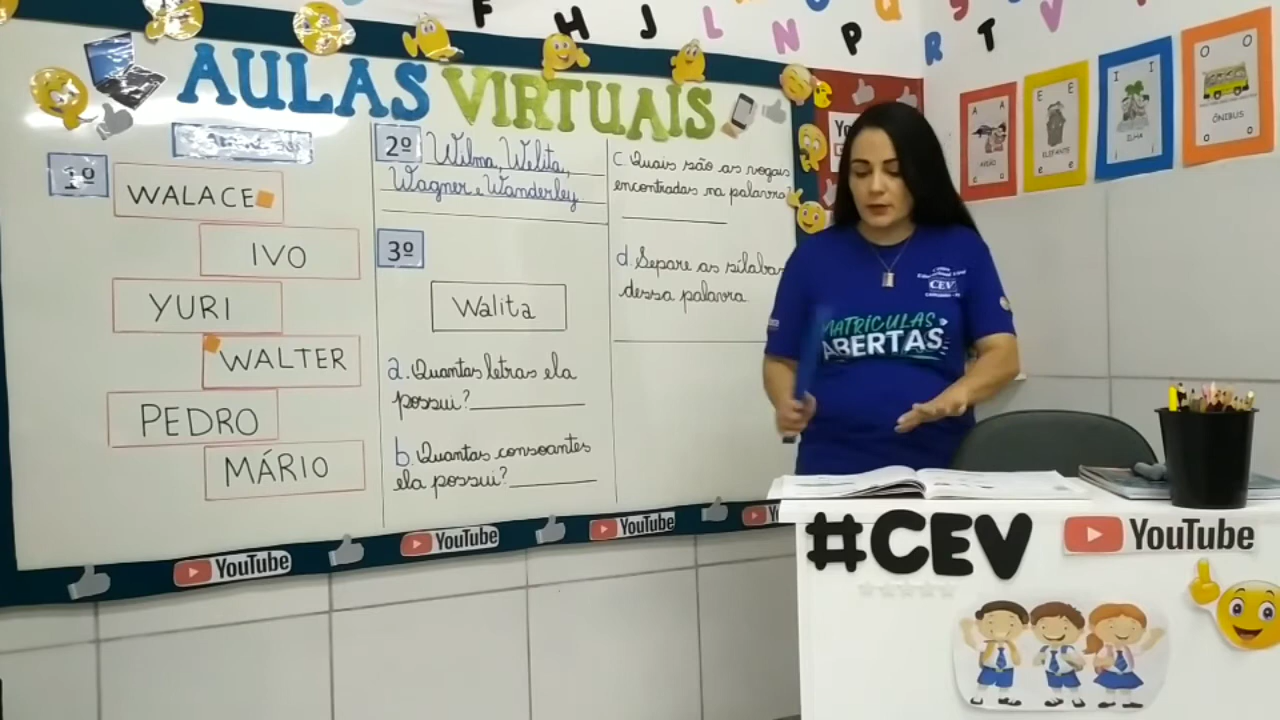 F H J L N P R T V
AULAS VIRTUAIS
1º
WALACE
IVO
YURI
WALTER
PEDRO
MÁRIO
2º
Wilma, Welita,
Wagner e Wanderley
3º
Walita
a. Quantas letras ela
possui?
b. Quantas consoantes
ela possui?
c. Quais são as vogais
encontradas na palavra?
d. Separe as sílabas
dessa palavra
YouTube
YouTube
YouTube
A A
AVIÃO
E E
ELEFANTE
I I
ILHA
O O
ÔNIBUS
O O
CEV
MATRÍCULAS
ABERTAS
#CEV
YouTube